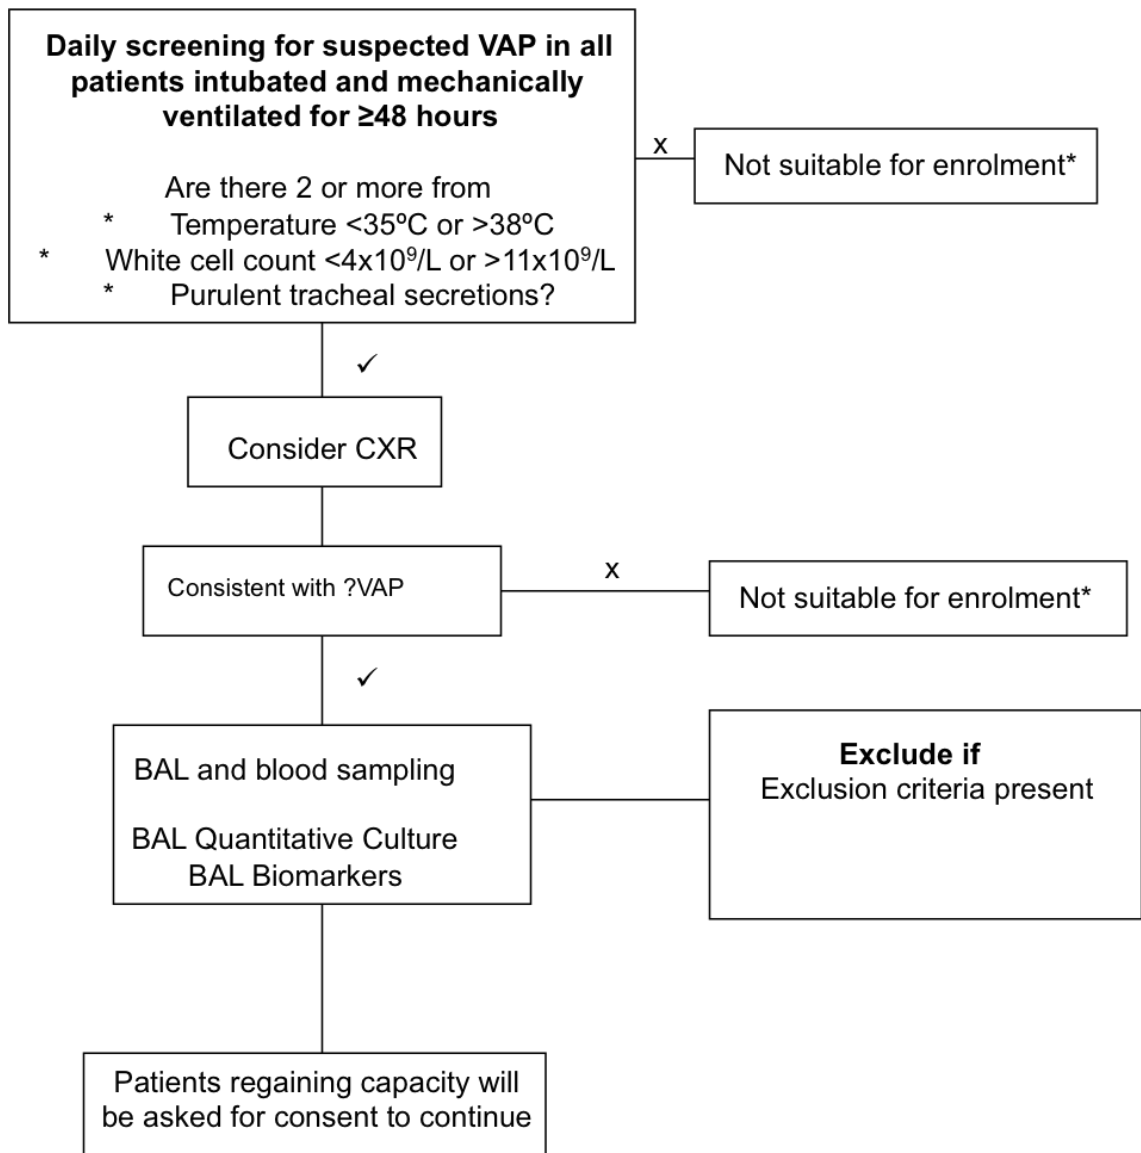 Daily screening for suspected VAP in all
patients intubated and mechanically
ventilated for ≥48 hours
Are there 2 or more from
* Temperature <35ºC or >38ºC
* White cell count <4x10⁹/L or >11x10⁹/L
* Purulent tracheal secretions?
x
Not suitable for enrolment*
✓
Consider CXR
Consistent with ?VAP
x
Not suitable for enrolment*
✓
BAL and blood sampling
BAL Quantitative Culture
BAL Biomarkers
Exclude if
Exclusion criteria present
Patients regaining capacity will
be asked for consent to continue